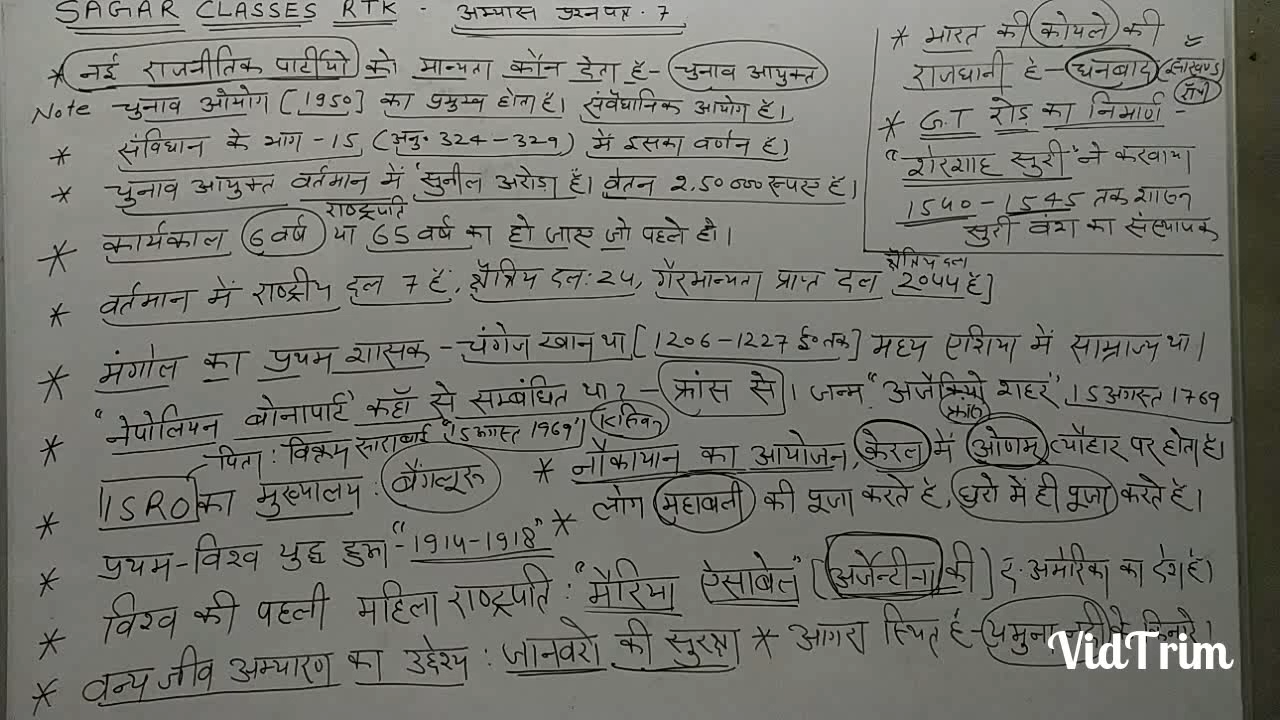 SAGAR CLASSES RTK - अभ्यास प्रश्नपत्र - 7
* नई राजनीतिक पार्टीयो को मान्यता कौन देता है - चुनाव आयुक्त
Note चुनाव आयोग [1950] का प्रमुख होता है। संवैधानिक आयोग है।
* संविधान के भाग - 15 (अनु॰ 324-329) में इसका वर्णन है।
* चुनाव आयुक्त वर्तमान में "सुनील अरोडा है। वेतन 2.50000 रूपए है।
राष्ट्रपति
* कार्यकाल 6 वर्ष या 65 वर्ष का हो जाए जो पहले हो।
क्षैत्रिय दल
* वर्तमान में राष्ट्रीय दल 7 है, क्षैत्रिय दल: 24, गैरमान्यता प्राप्त दल 2044 है]
* भारत की कोयले की
राजधानी है - धनबाद (झारखण्ड
* G.T रोड का निर्माण -
"शेरशाह सुरी" ने करवाया
1540 - 1545 तक शासन
सुरी वंश का संस्थापक
* मंगोल का प्रथम शासक - चंगेज खान था [1206-1227 ई॰ तक] मध्य एशिया में साम्राज्य था।
* "नेपोलियन बोनापार्ट" कहाँ से सम्बंधित था? - फ्रांस से। जन्म "अजैक्सियो शहर", 15 अगस्त 1769
पिता: विक्रम साराबाई "15 अगस्त 1969"
* ISRO का मुख्यालय: बैंगलूरू
* नौकायान का आयोजन, केरल में ओणम त्यौहार पर होता है।
* लोग महाबली की पूजा करते है, घरो में ही पूजा करते है।
* प्रथम-विश्व युद्ध हुआ - "1914-1918"
* विश्व की पहली महिला राष्ट्रपति: "मैरिया ऐसाबेल" [अर्जेन्टीना की] द॰ अमेरिका का देश है।
* वन्य जीव अभ्यारण का उद्देश्य: जानवरो की सुरक्षा * आगरा स्थित है - यमुना नदी के किनारे।
VidTrim